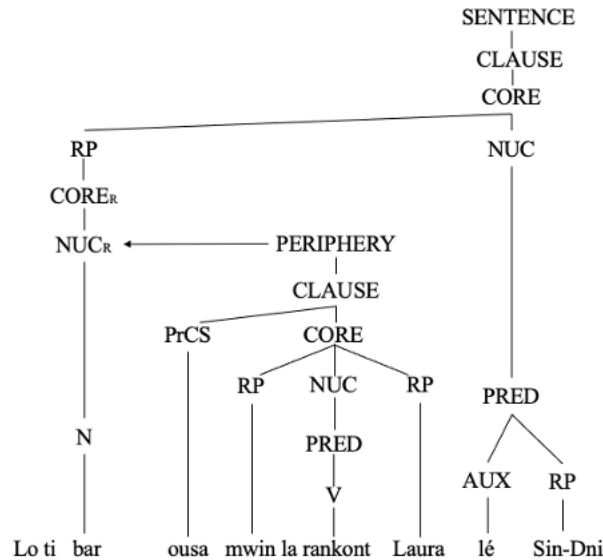 SENTENCE
CLAUSE
CORE
RP NUC
CORER
NUCR PERIPHERY
CLAUSE
PrCS CORE
RP NUC RP
PRED
N PRED
AUX RP
V
Lo ti bar ousa mwin la rankont Laura lé Sin-Dni